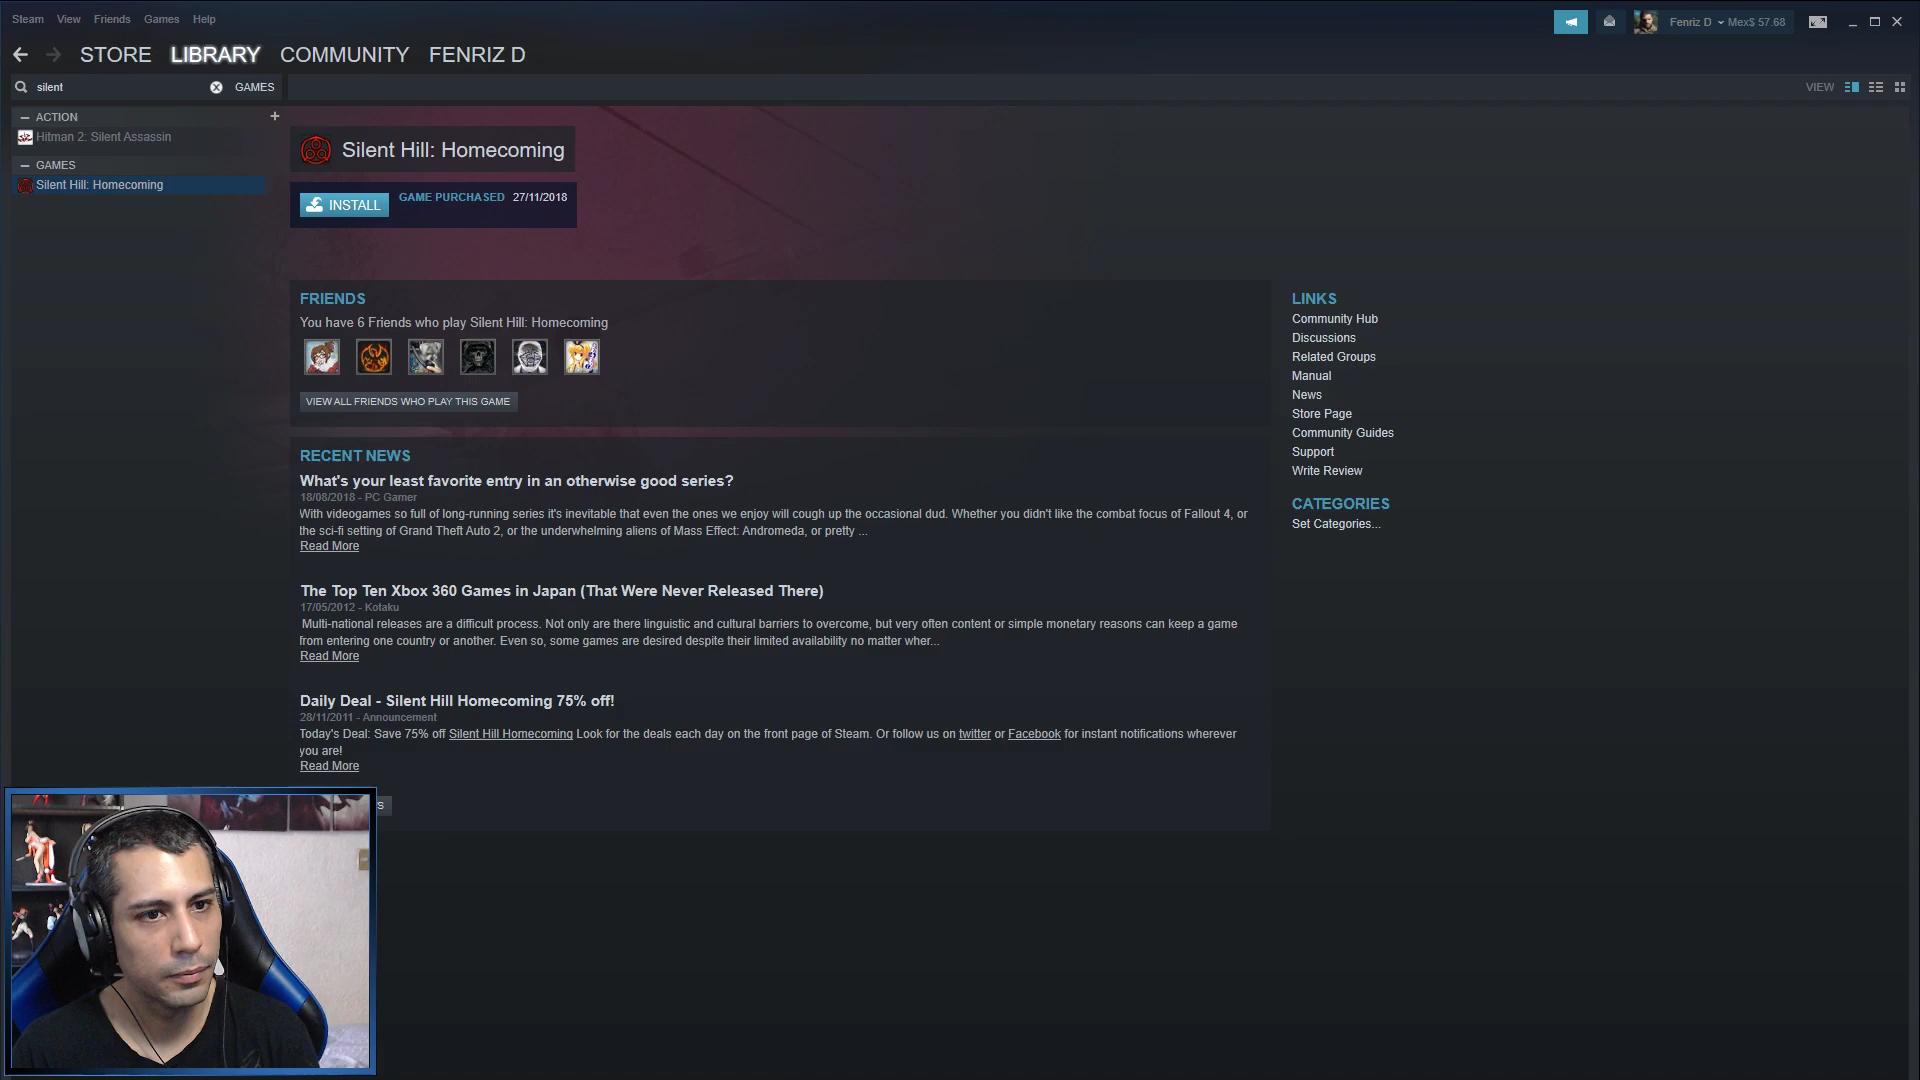 Steam View Friends Games Help
Fenriz D Mex$ 57.68
STORE LIBRARY COMMUNITY FENRIZ D
silent GAMES
VIEW
— ACTION +
Hitman 2: Silent Assassin
— GAMES
Silent Hill: Homecoming
Silent Hill: Homecoming
INSTALL GAME PURCHASED 27/11/2018
FRIENDS
You have 6 Friends who play Silent Hill: Homecoming
VIEW ALL FRIENDS WHO PLAY THIS GAME
RECENT NEWS
What's your least favorite entry in an otherwise good series?
18/08/2018 - PC Gamer
With videogames so full of long-running series it's inevitable that even the ones we enjoy will cough up the occasional dud. Whether you didn't like the combat focus of Fallout 4, or
the sci-fi setting of Grand Theft Auto 2, or the underwhelming aliens of Mass Effect: Andromeda, or pretty ...
Read More
The Top Ten Xbox 360 Games in Japan (That Were Never Released There)
17/05/2012 - Kotaku
Multi-national releases are a difficult process. Not only are there linguistic and cultural barriers to overcome, but very often content or simple monetary reasons can keep a game
from entering one country or another. Even so, some games are desired despite their limited availability no matter wher...
Read More
Daily Deal - Silent Hill Homecoming 75% off!
28/11/2011 - Announcement
Today's Deal: Save 75% off Silent Hill Homecoming Look for the deals each day on the front page of Steam. Or follow us on twitter or Facebook for instant notifications wherever
you are!
Read More
S
LINKS
Community Hub
Discussions
Related Groups
Manual
News
Store Page
Community Guides
Support
Write Review
CATEGORIES
Set Categories...